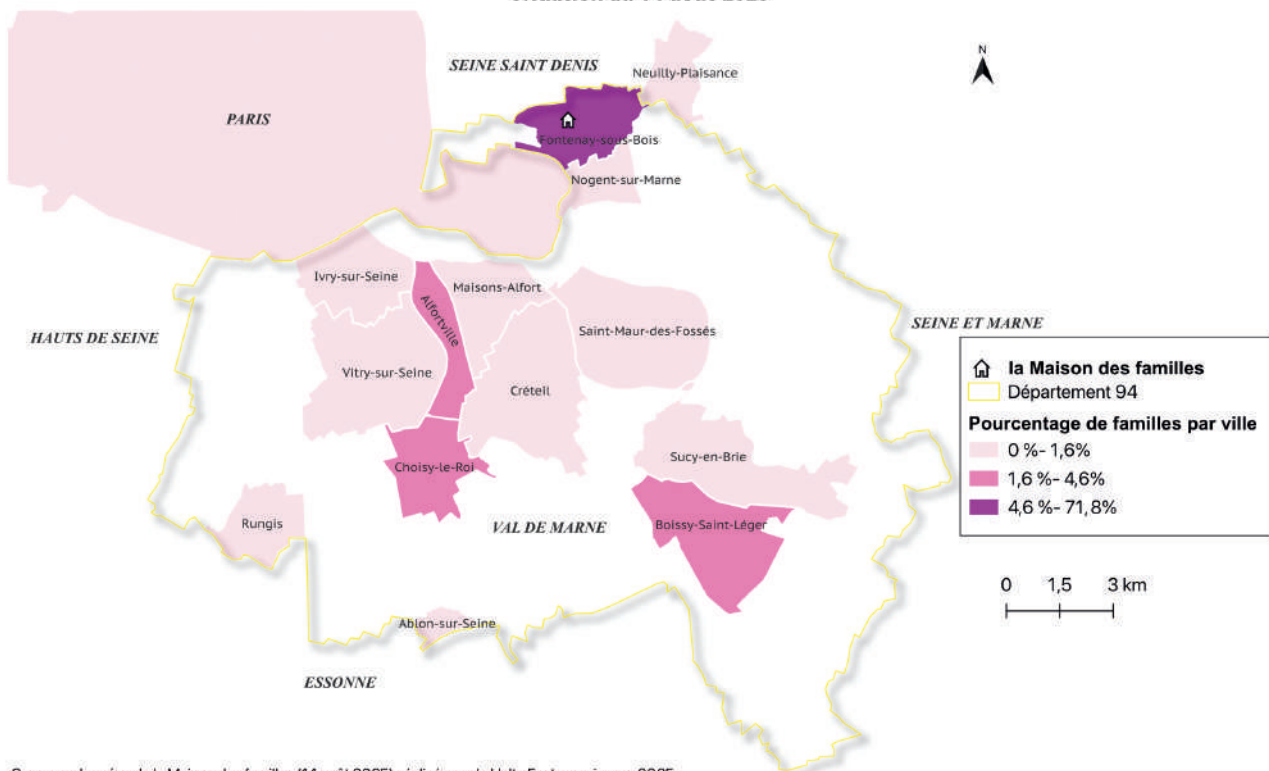 SEINE SAINT DENIS
Neuilly-Plaisance
N
PARIS
Fontenay-sous-Bois
Nogent-sur-Marne
Ivry-sur-Seine
Maisons-Alfort
Alfortville
Saint-Maur-des-Fossés
SEINE ET MARNE
HAUTS DE SEINE
Vitry-sur-Seine
Créteil
la Maison des familles
Département 94
Pourcentage de familles par ville
0 %- 1,6%
1,6 %- 4,6%
4,6 %- 71,8%
Choisy-le-Roi
Sucy-en-Brie
Rungis
VAL DE MARNE
Boissy-Saint-Léger
0 1,5 3 km
Ablon-sur-Seine
ESSONNE